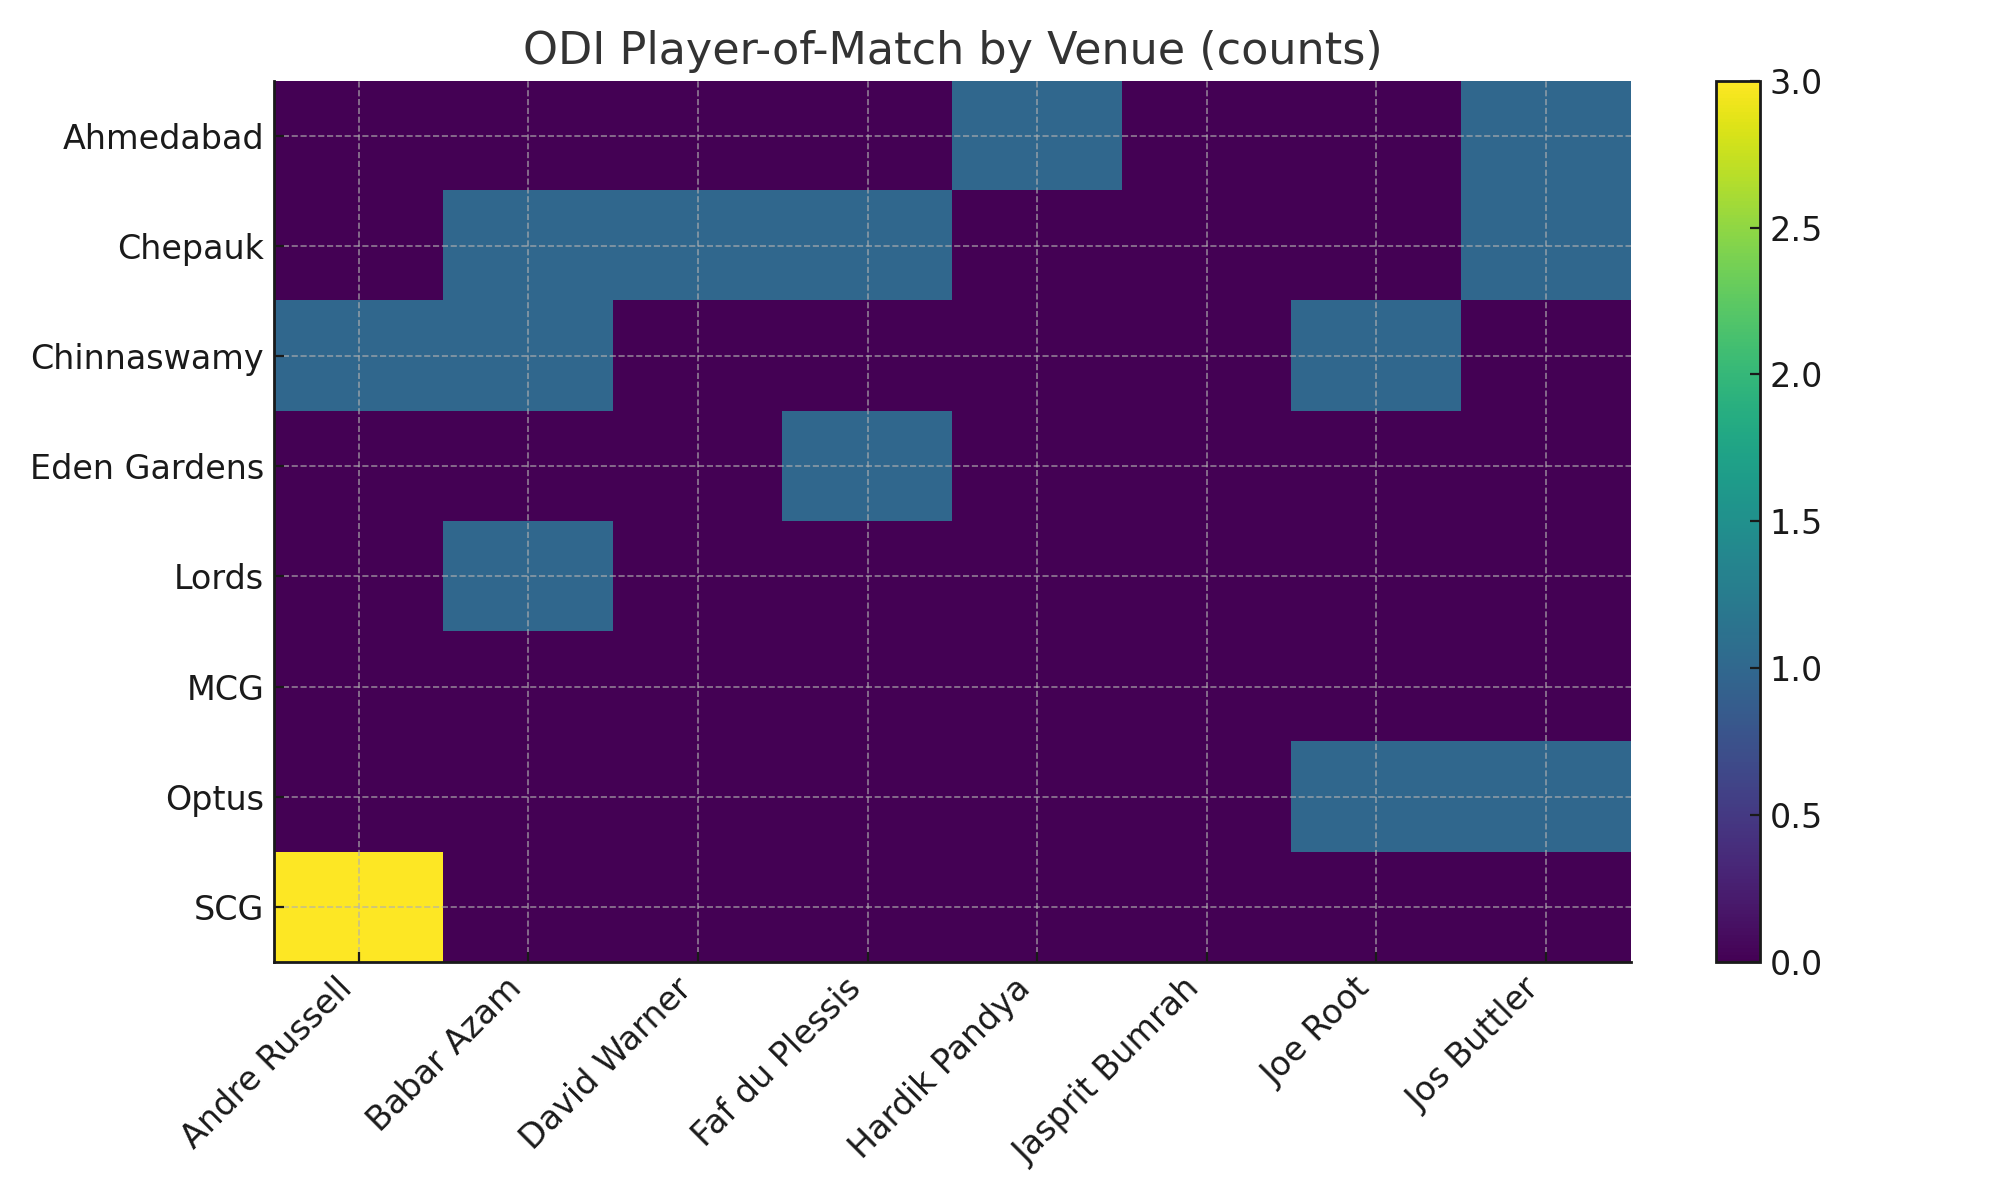 ODI Player-of-Match by Venue (counts)
Ahmedabad
Chepauk
Chinnaswamy
Eden Gardens
Lords
MCG
Optus
SCG
Andre Russell
Babar Azam
David Warner
Faf du Plessis
Hardik Pandya
Jasprit Bumrah
Joe Root
Jos Buttler
3.0
2.5
2.0
1.5
1.0
0.5
0.0